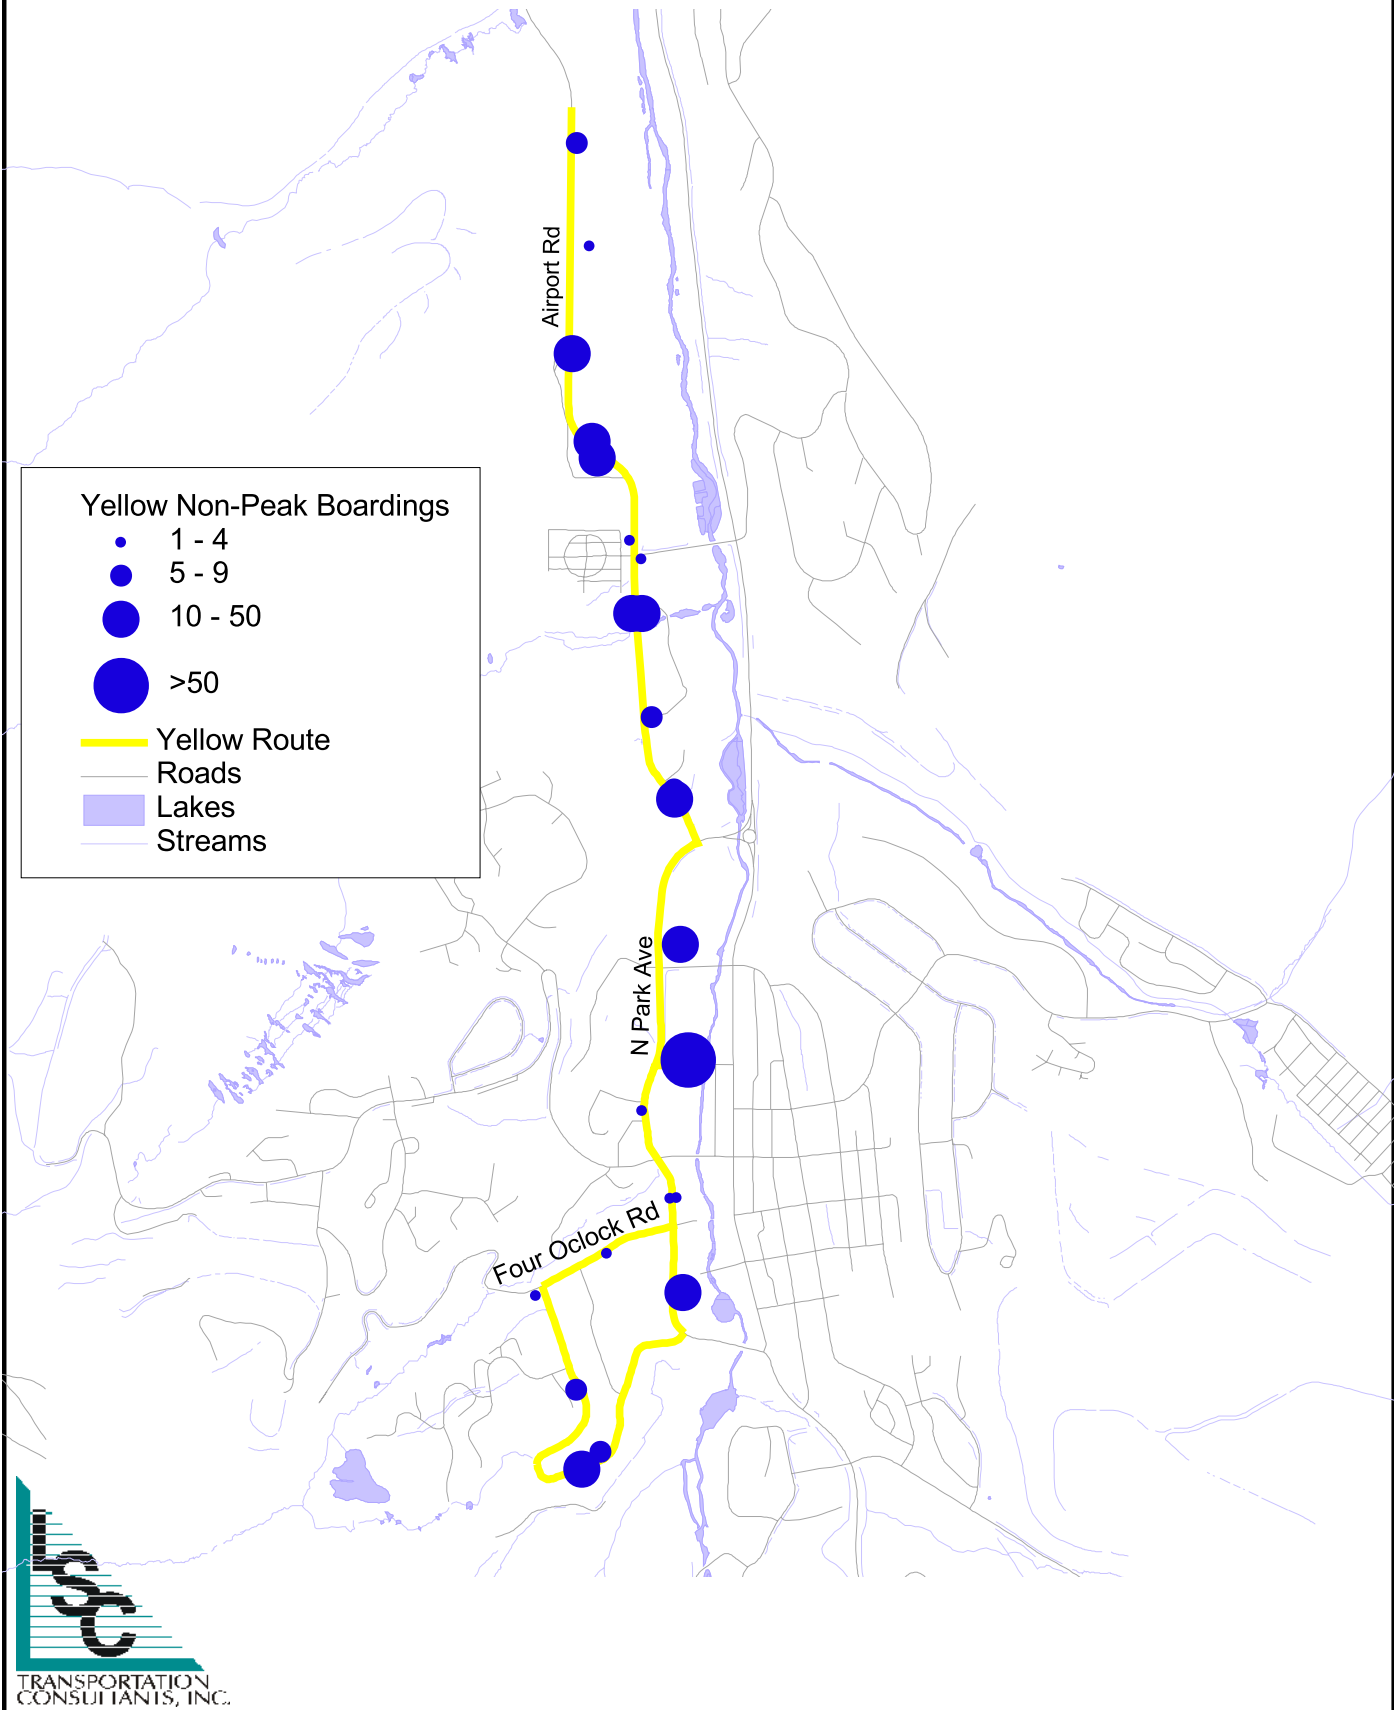 Airport Rd
Yellow Non-Peak Boardings
1 - 4
5 - 9
10 - 50
>50
Yellow Route
Roads
Lakes
Streams
N Park Ave
Four Oclock Rd
LSC
TRANSPORTATION
CONSULTANTS, INC.